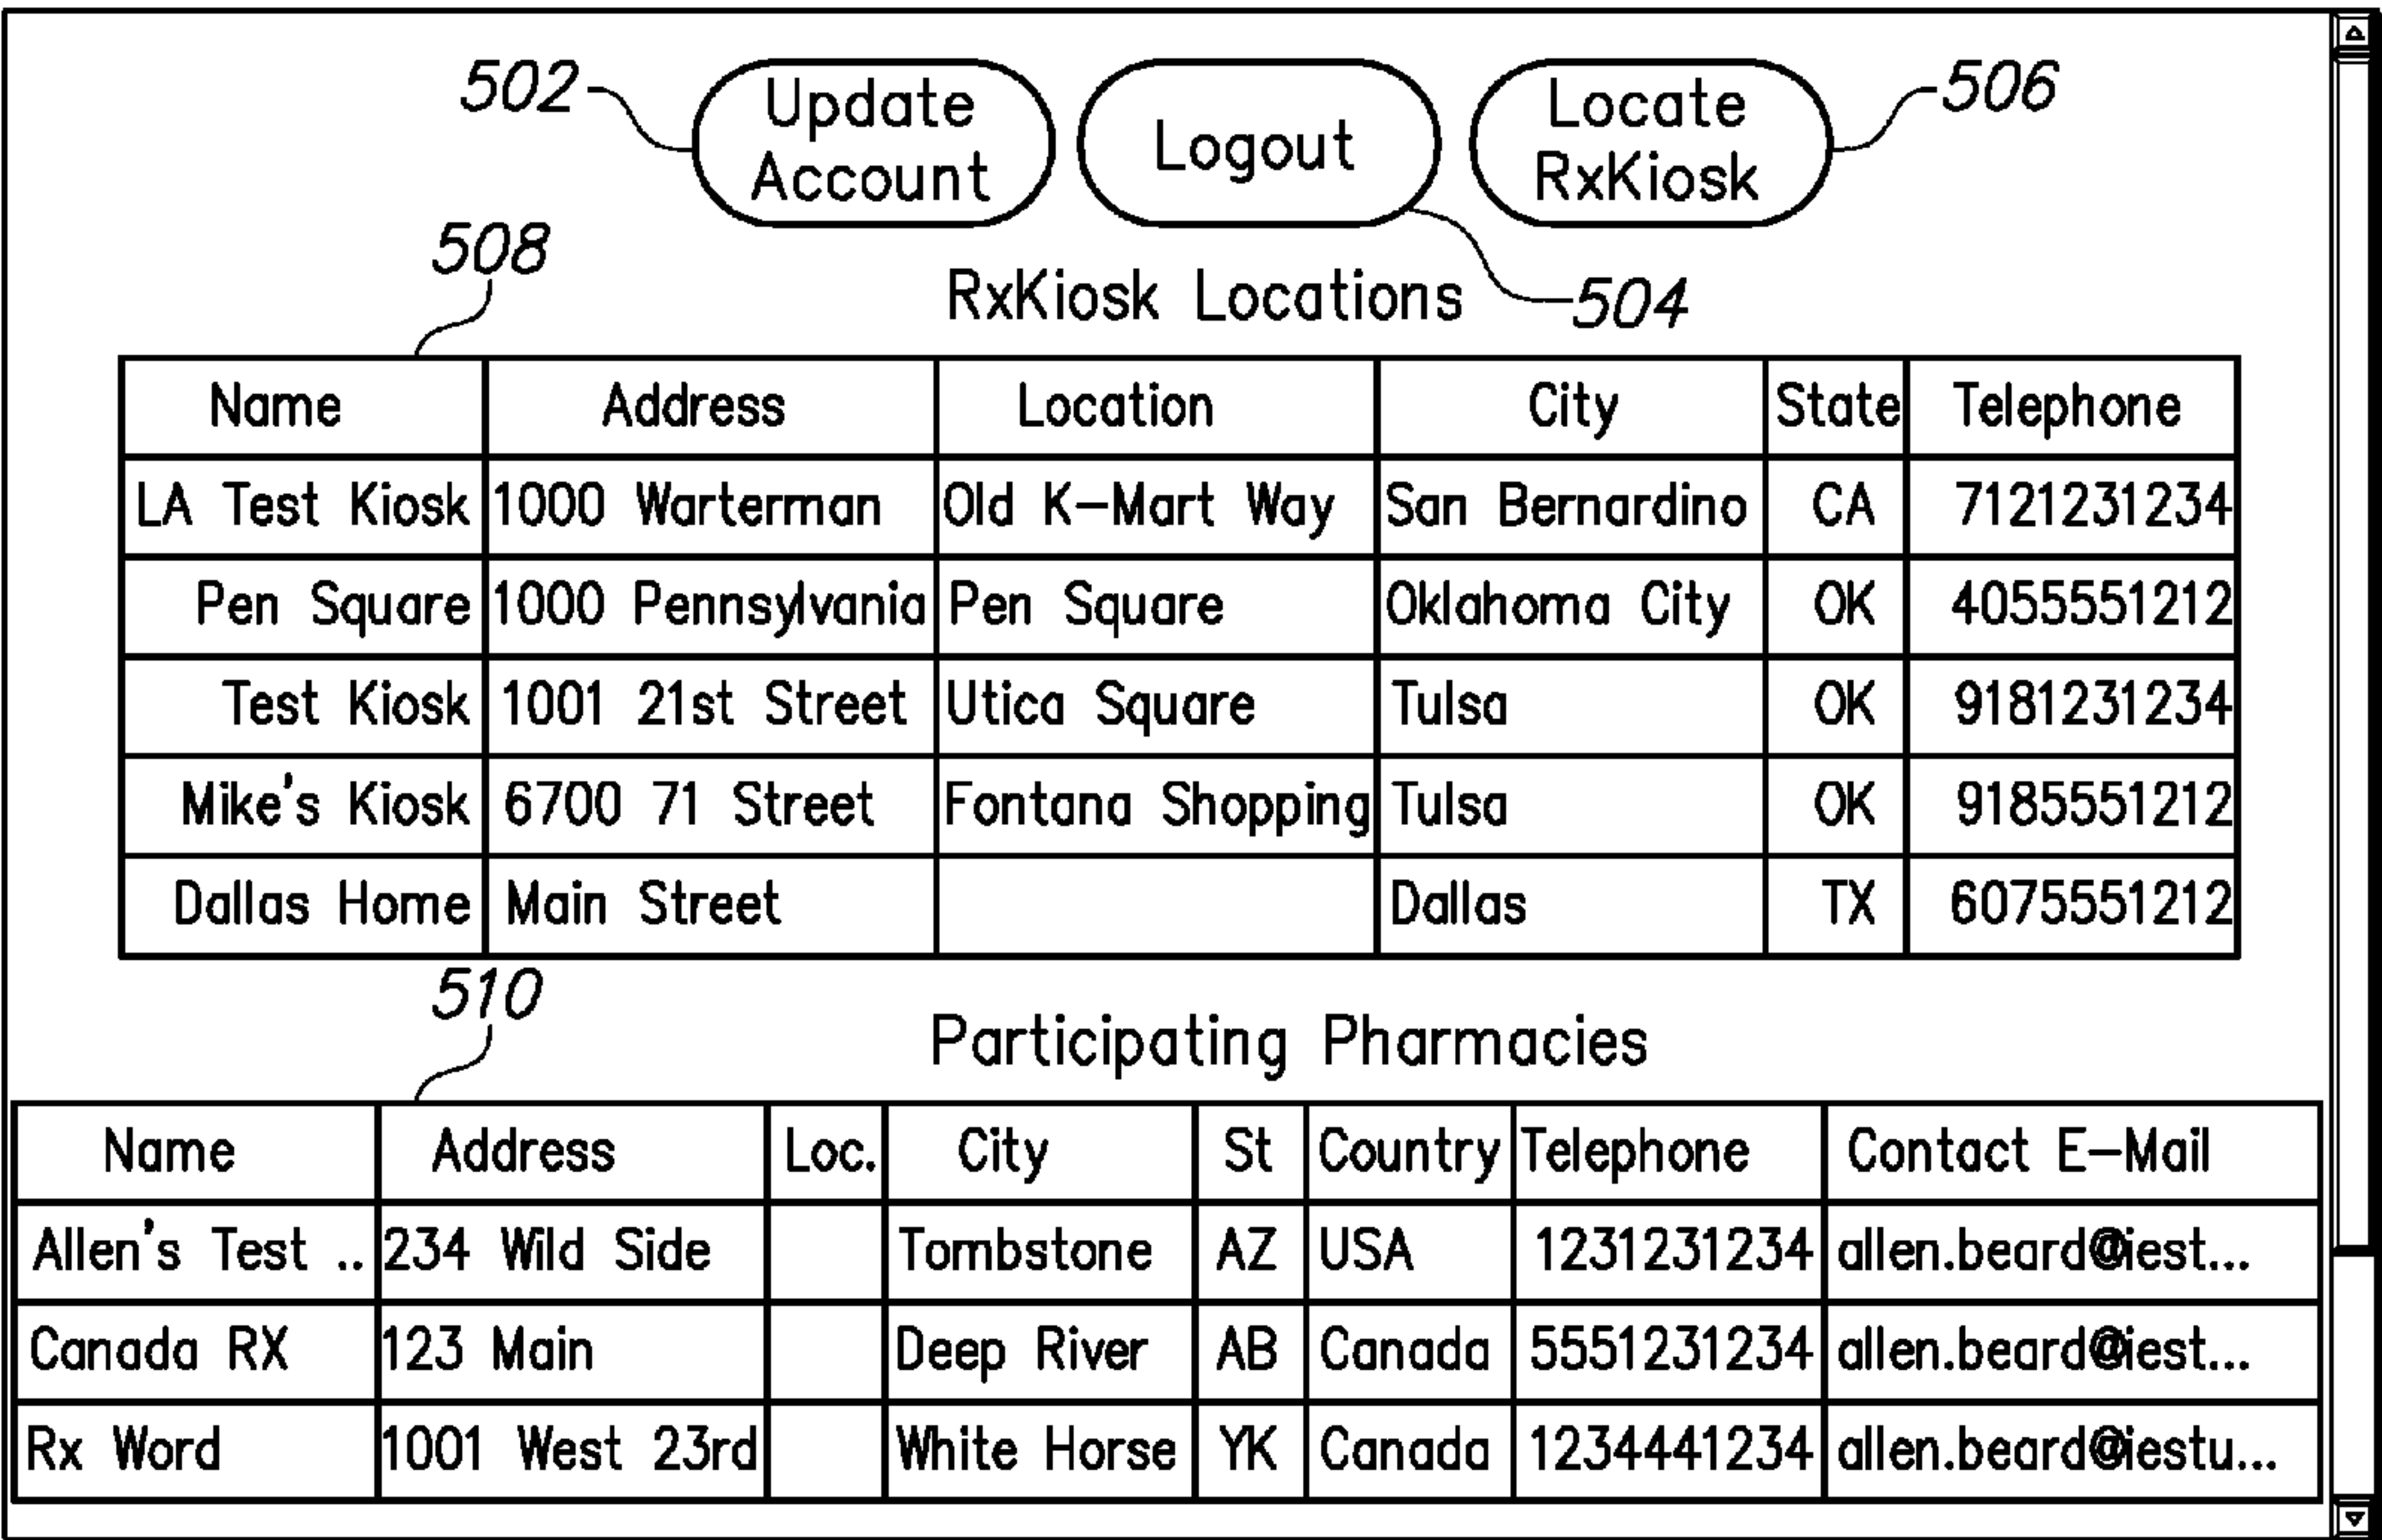 502 Update Account Logout Locate RxKiosk 506
508
RxKiosk Locations 504
Name Address Location City State Telephone
LA Test Kiosk 1000 Warterman Old K-Mart Way San Bernardino CA 7121231234
Pen Square 1000 Pennsylvania Pen Square Oklahoma City OK 4055551212
Test Kiosk 1001 21st Street Utica Square Tulsa OK 9181231234
Mike's Kiosk 6700 71 Street Fontana Shopping Tulsa OK 9185551212
Dallas Home Main Street Dallas TX 6075551212
510
Participating Pharmacies
Name Address Loc. City St Country Telephone Contact E-Mail
Allen's Test .. 234 Wild Side Tombstone AZ USA 1231231234 allen.beard@iest...
Canada RX 123 Main Deep River AB Canada 5551231234 allen.beard@iest...
Rx Word 1001 West 23rd White Horse YK Canada 1234441234 allen.beard@iestu...